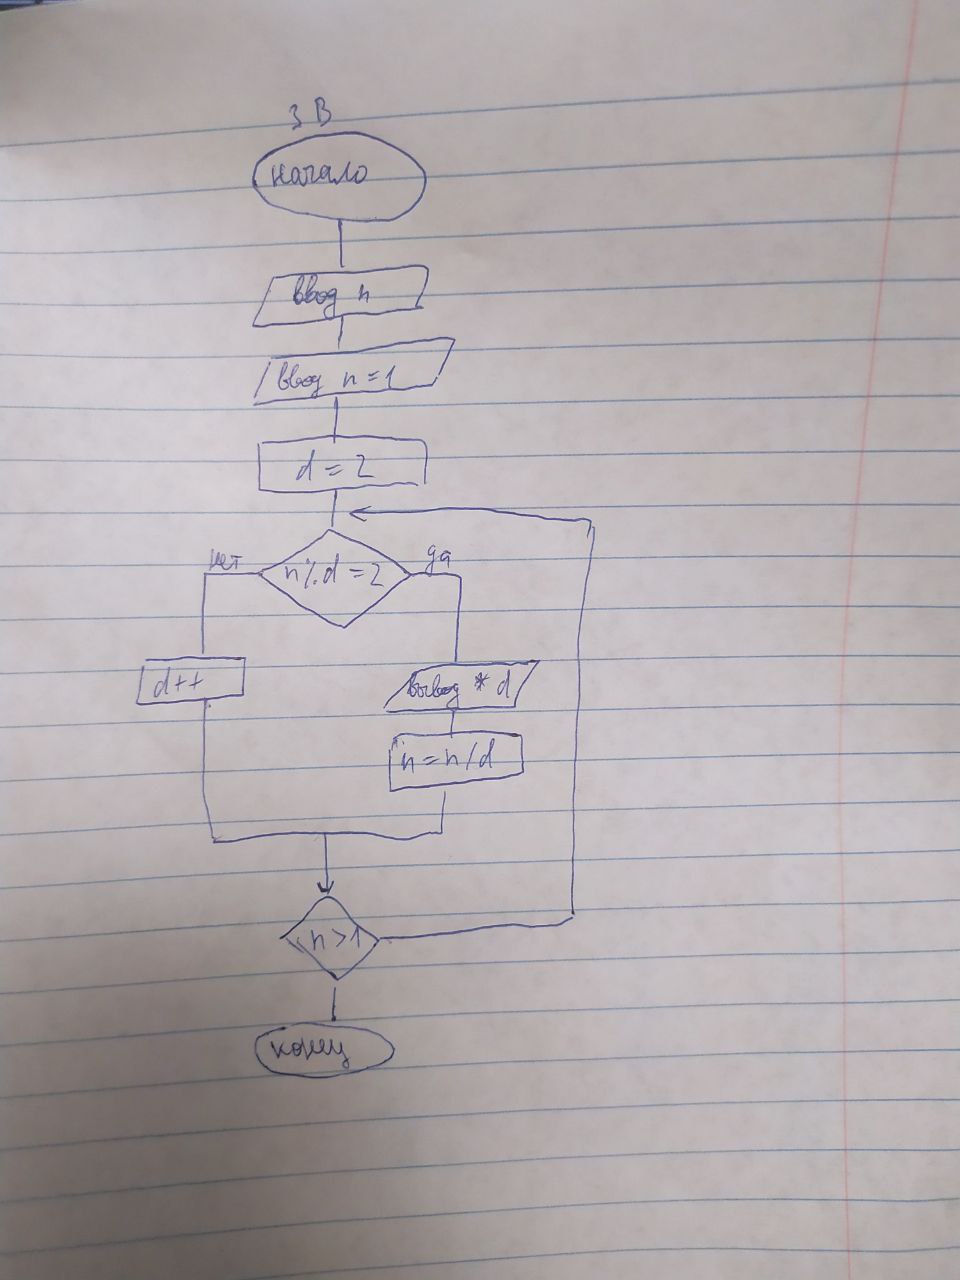 3 В
начало
ввод n
ввод n = 1
d = 2
нет n % d = 2 да
d++ вывод * d
n = n / d
n > 1
конец